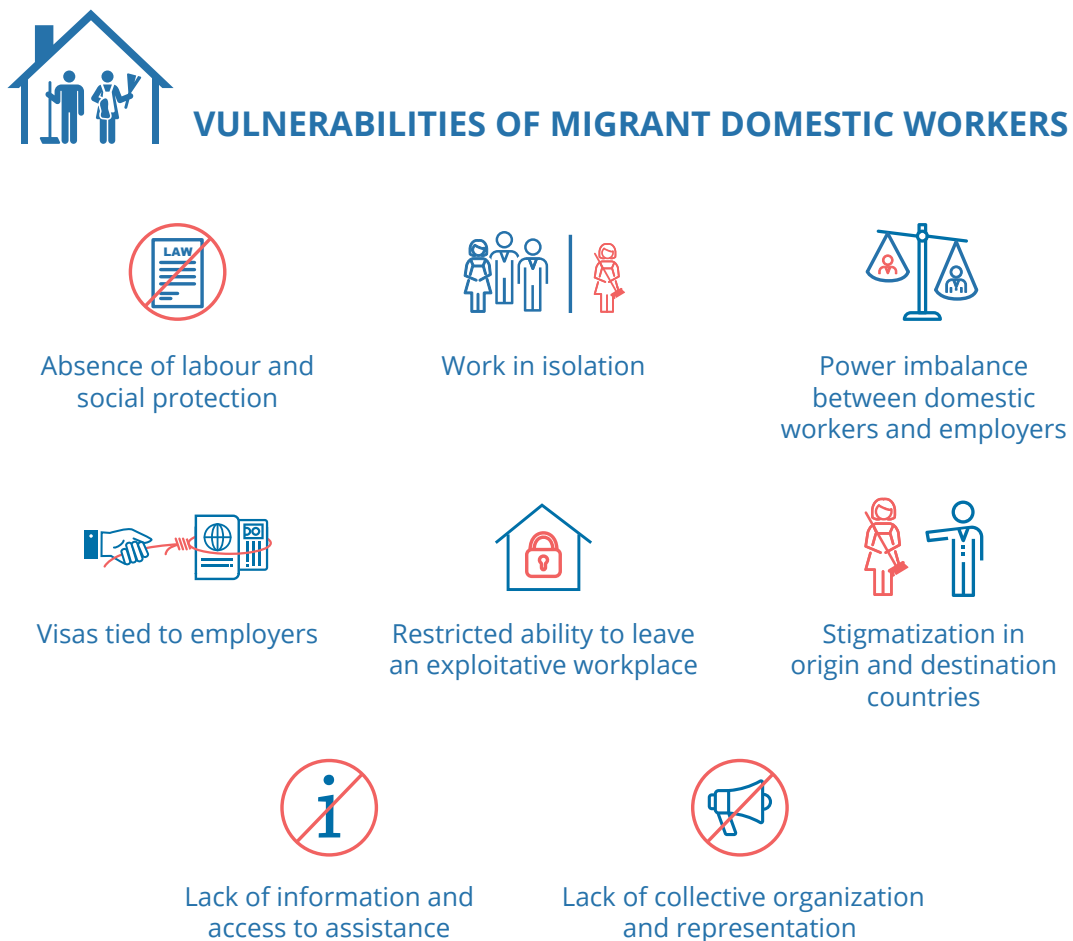 VULNERABILITIES OF MIGRANT DOMESTIC WORKERS
LAW
Absence of labour and
social protection
Work in isolation
Power imbalance
between domestic
workers and employers
Visas tied to employers
Restricted ability to leave
an exploitative workplace
Stigmatization in
origin and destination
countries
i
Lack of information and
access to assistance
Lack of collective organization
and representation